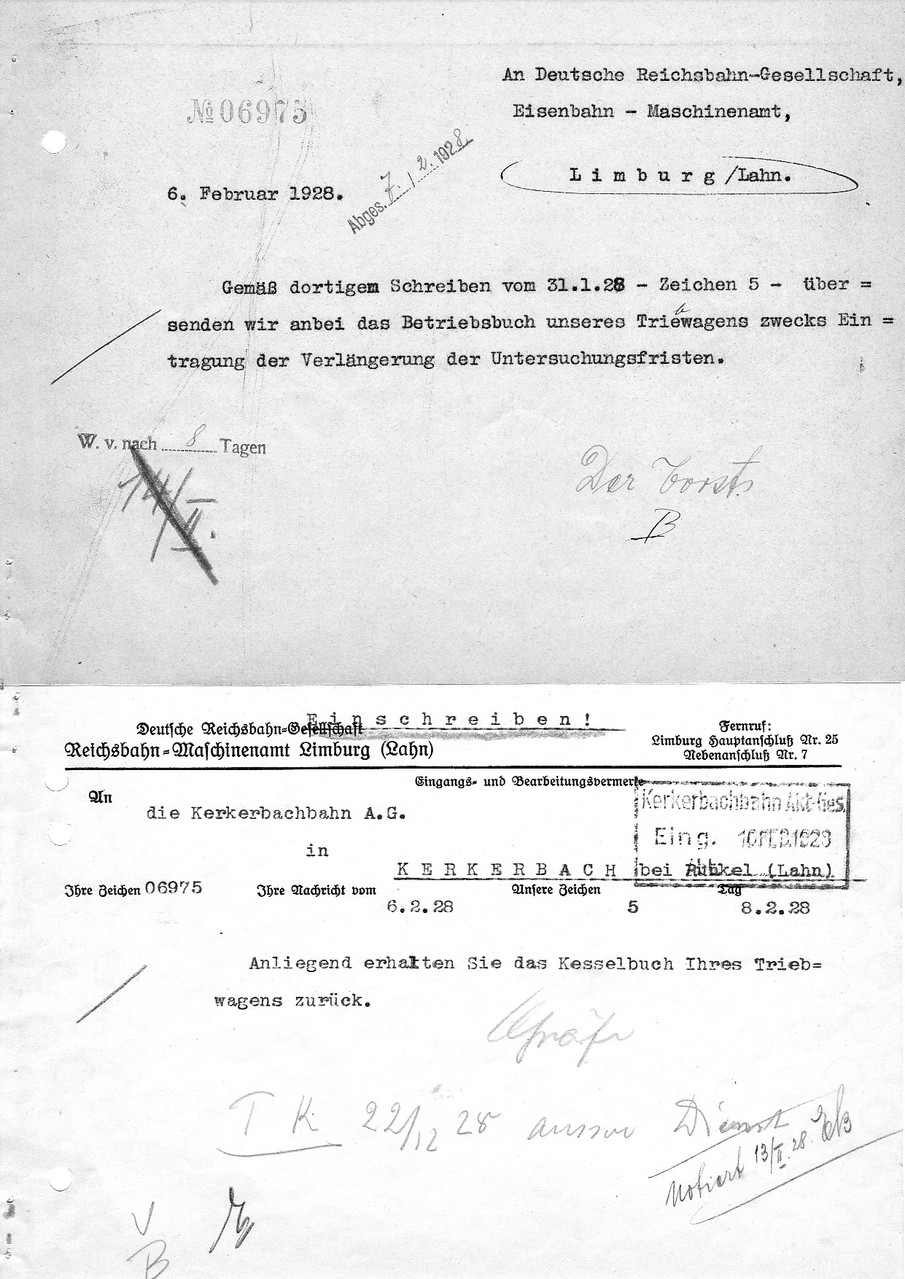 An Deutsche Reichsbahn-Gesellschaft,
№ 06975
Eisenbahn - Maschinenamt,
Limburg/Lahn.
6. Februar 1928.
Abges. 7./2.1928
Gemäß dortigem Schreiben vom 31.1.28 - Zeichen 5 - über =
senden wir anbei das Betriebsbuch unseres Triebwagens zwecks Ein =
tragung der Verlängerung der Untersuchungsfristen.
W. v. nach 8 Tagen
14/II.
Der Vorst.
B
Einschreiben!
Deutsche Reichsbahn-Gesellschaft
Reichsbahn-Maschinenamt Limburg (Lahn)
Fernruf:
Limburg Hauptanschluß Nr. 25
Nebenanschluß Nr. 7
Eingangs- und Bearbeitungsvermerke
An
die Kerkerbachbahn A.G.
in
KERKERBACH bei Runkel (Lahn)
Kerkerbachbahn Akt-Ges.
Eing. 10 FEB. 1928
Ihre Zeichen 06975
Ihre Nachricht vom
6.2.28
Unsere Zeichen
5
Tag
8.2.28
Anliegend erhalten Sie das Kesselbuch Ihres Trieb=
wagens zurück.
T K 22/12 28 ausser Dienst
Notiert 13/II. 28.
V
B